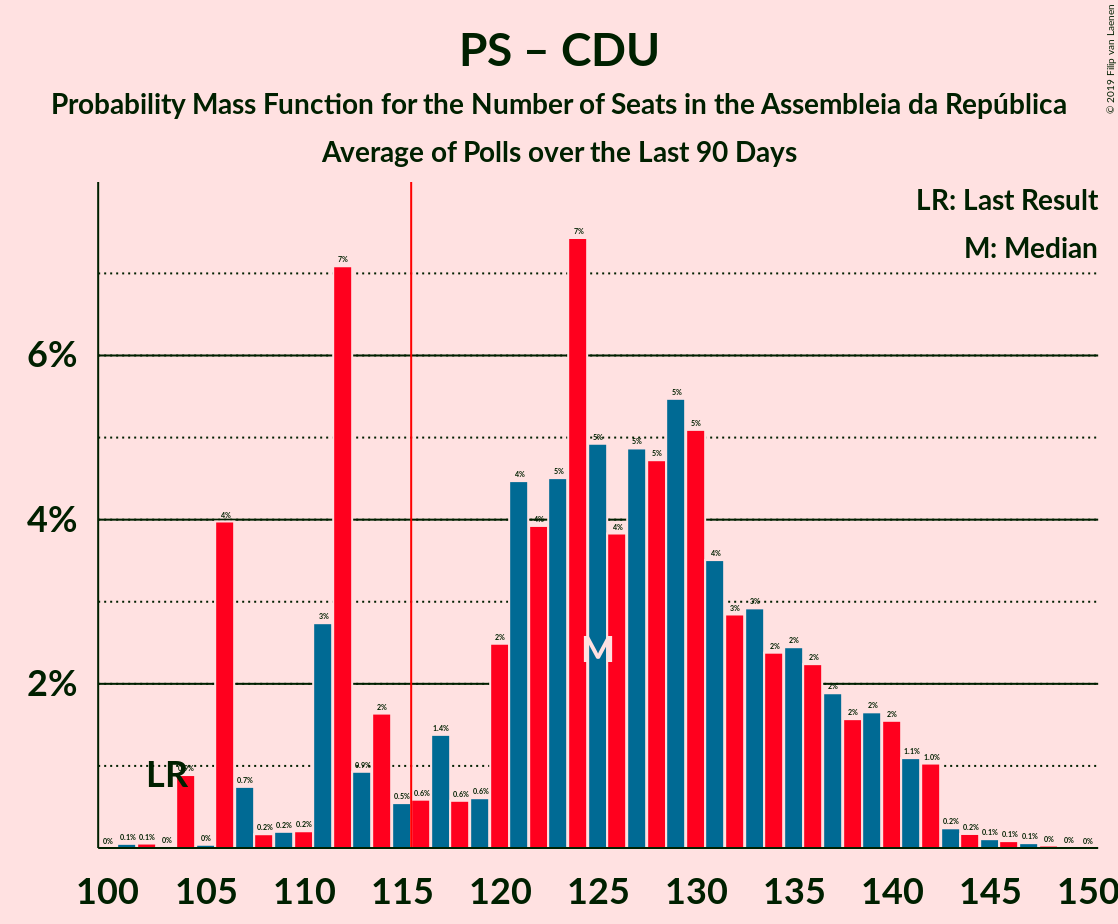 © 2019 Filip van Laenen
PS – CDU
Probability Mass Function for the Number of Seats in the Assembleia da República
Average of Polls over the Last 90 Days
LR: Last Result
M: Median
6%
4%
2%
0% 0.1% 0.1% 0% 0% 4% 0.7% 0.2% 0.2% 0.2% 3% 7% 0.9% 2% 0.5% 0.6% 1.4% 0.6% 0.6% 2% 4% 4% 5% 7% 5% 4% 5% 5% 5% 5% 4% 3% 3% 2% 2% 2% 2% 2% 2% 2% 1.1% 1.0% 0.2% 0.2% 0.1% 0.1% 0.1% 0% 0% 0%
LR
M
100 105 110 115 120 125 130 135 140 145 150